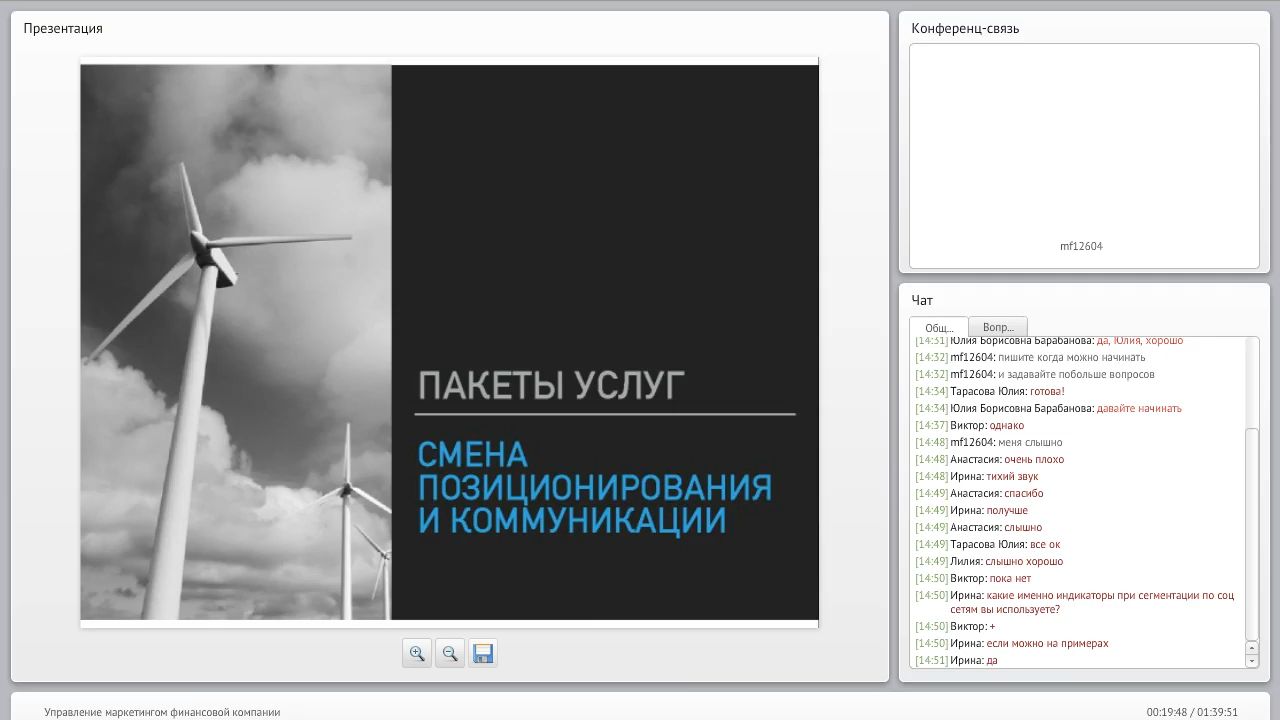 Презентация
ПАКЕТЫ УСЛУГ
СМЕНА
ПОЗИЦИОНИРОВАНИЯ
И КОММУНИКАЦИИ
Конференц-связь
mf12604
Чат
Общ...
Вопр...
[14:31] Юлия Борисовна Барабанова: да, Юлия, хорошо
[14:32] mf12604: пишите когда можно начинать
[14:32] mf12604: и задавайте побольше вопросов
[14:34] Тарасова Юлия: готова!
[14:34] Юлия Борисовна Барабанова: давайте начинать
[14:37] Виктор: однако
[14:48] mf12604: меня слышно
[14:48] Анастасия: очень плохо
[14:48] Ирина: тихий звук
[14:49] Анастасия: спасибо
[14:49] Ирина: получше
[14:49] Анастасия: слышно
[14:49] Тарасова Юлия: все ок
[14:49] Лилия: слышно хорошо
[14:50] Виктор: пока нет
[14:50] Ирина: какие именно индикаторы при сегментации по соц
сетям вы используете?
[14:50] Виктор: +
[14:50] Ирина: если можно на примерах
[14:51] Ирина: да
Управление маркетингом финансовой компании
00:19:48 / 01:39:51